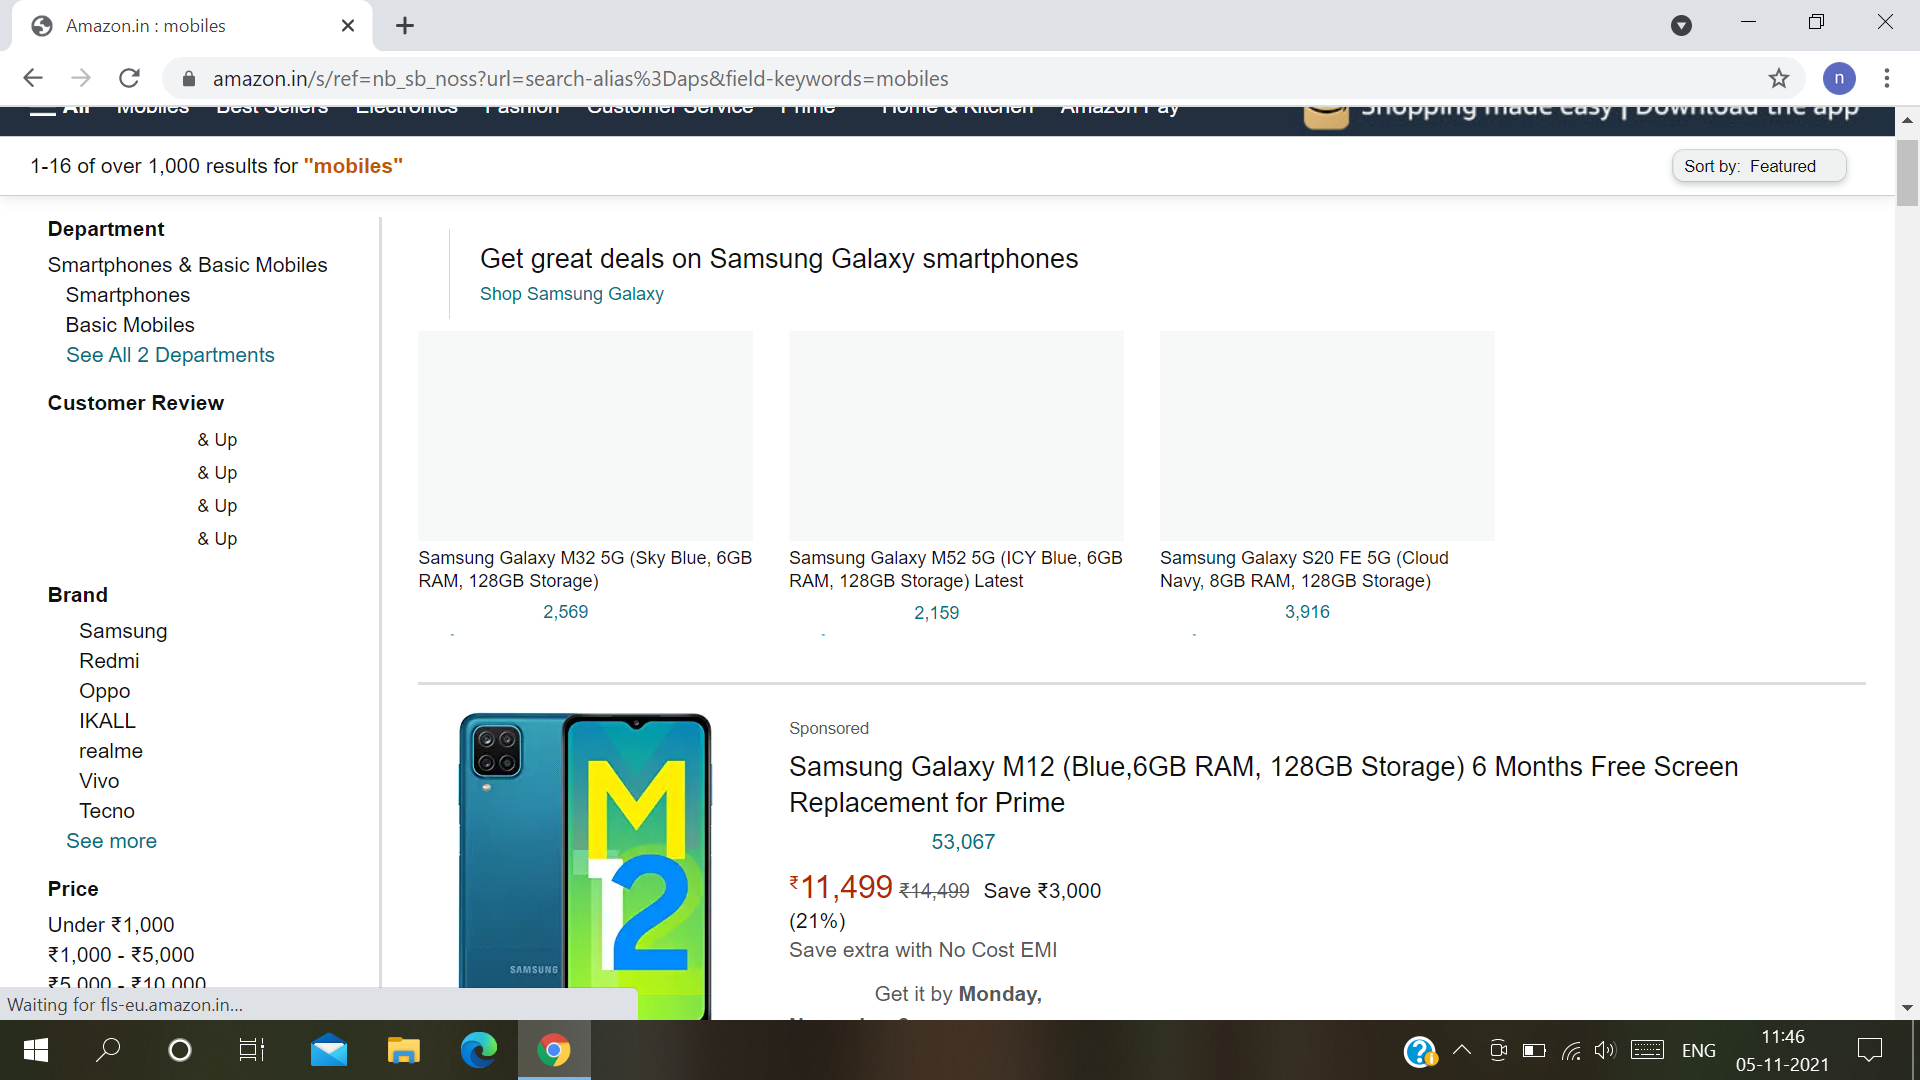 Amazon.in : mobiles
amazon.in/s/ref=nb_sb_noss?url=search-alias%3Daps&field-keywords=mobiles
n
All Mobiles Best Sellers Electronics Fashion Customer Service Prime Home & Kitchen Amazon Pay Shopping made easy | Download the app
1-16 of over 1,000 results for "mobiles"
Sort by: Featured
Department
Smartphones & Basic Mobiles
Smartphones
Basic Mobiles
See All 2 Departments
Customer Review
& Up
& Up
& Up
& Up
Brand
Samsung
Redmi
Oppo
IKALL
realme
Vivo
Tecno
See more
Price
Under ₹1,000
₹1,000 - ₹5,000
₹5,000 - ₹10,000
Get great deals on Samsung Galaxy smartphones
Shop Samsung Galaxy
Samsung Galaxy M32 5G (Sky Blue, 6GB
RAM, 128GB Storage)
2,569
Samsung Galaxy M52 5G (ICY Blue, 6GB
RAM, 128GB Storage) Latest
2,159
Samsung Galaxy S20 FE 5G (Cloud
Navy, 8GB RAM, 128GB Storage)
3,916
M
12
SAMSUNG
Sponsored
Samsung Galaxy M12 (Blue,6GB RAM, 128GB Storage) 6 Months Free Screen
Replacement for Prime
53,067
₹11,499 ₹14,499 Save ₹3,000
(21%)
Save extra with No Cost EMI
Get it by Monday,
Waiting for fls-eu.amazon.in...
ENG
11:46
05-11-2021